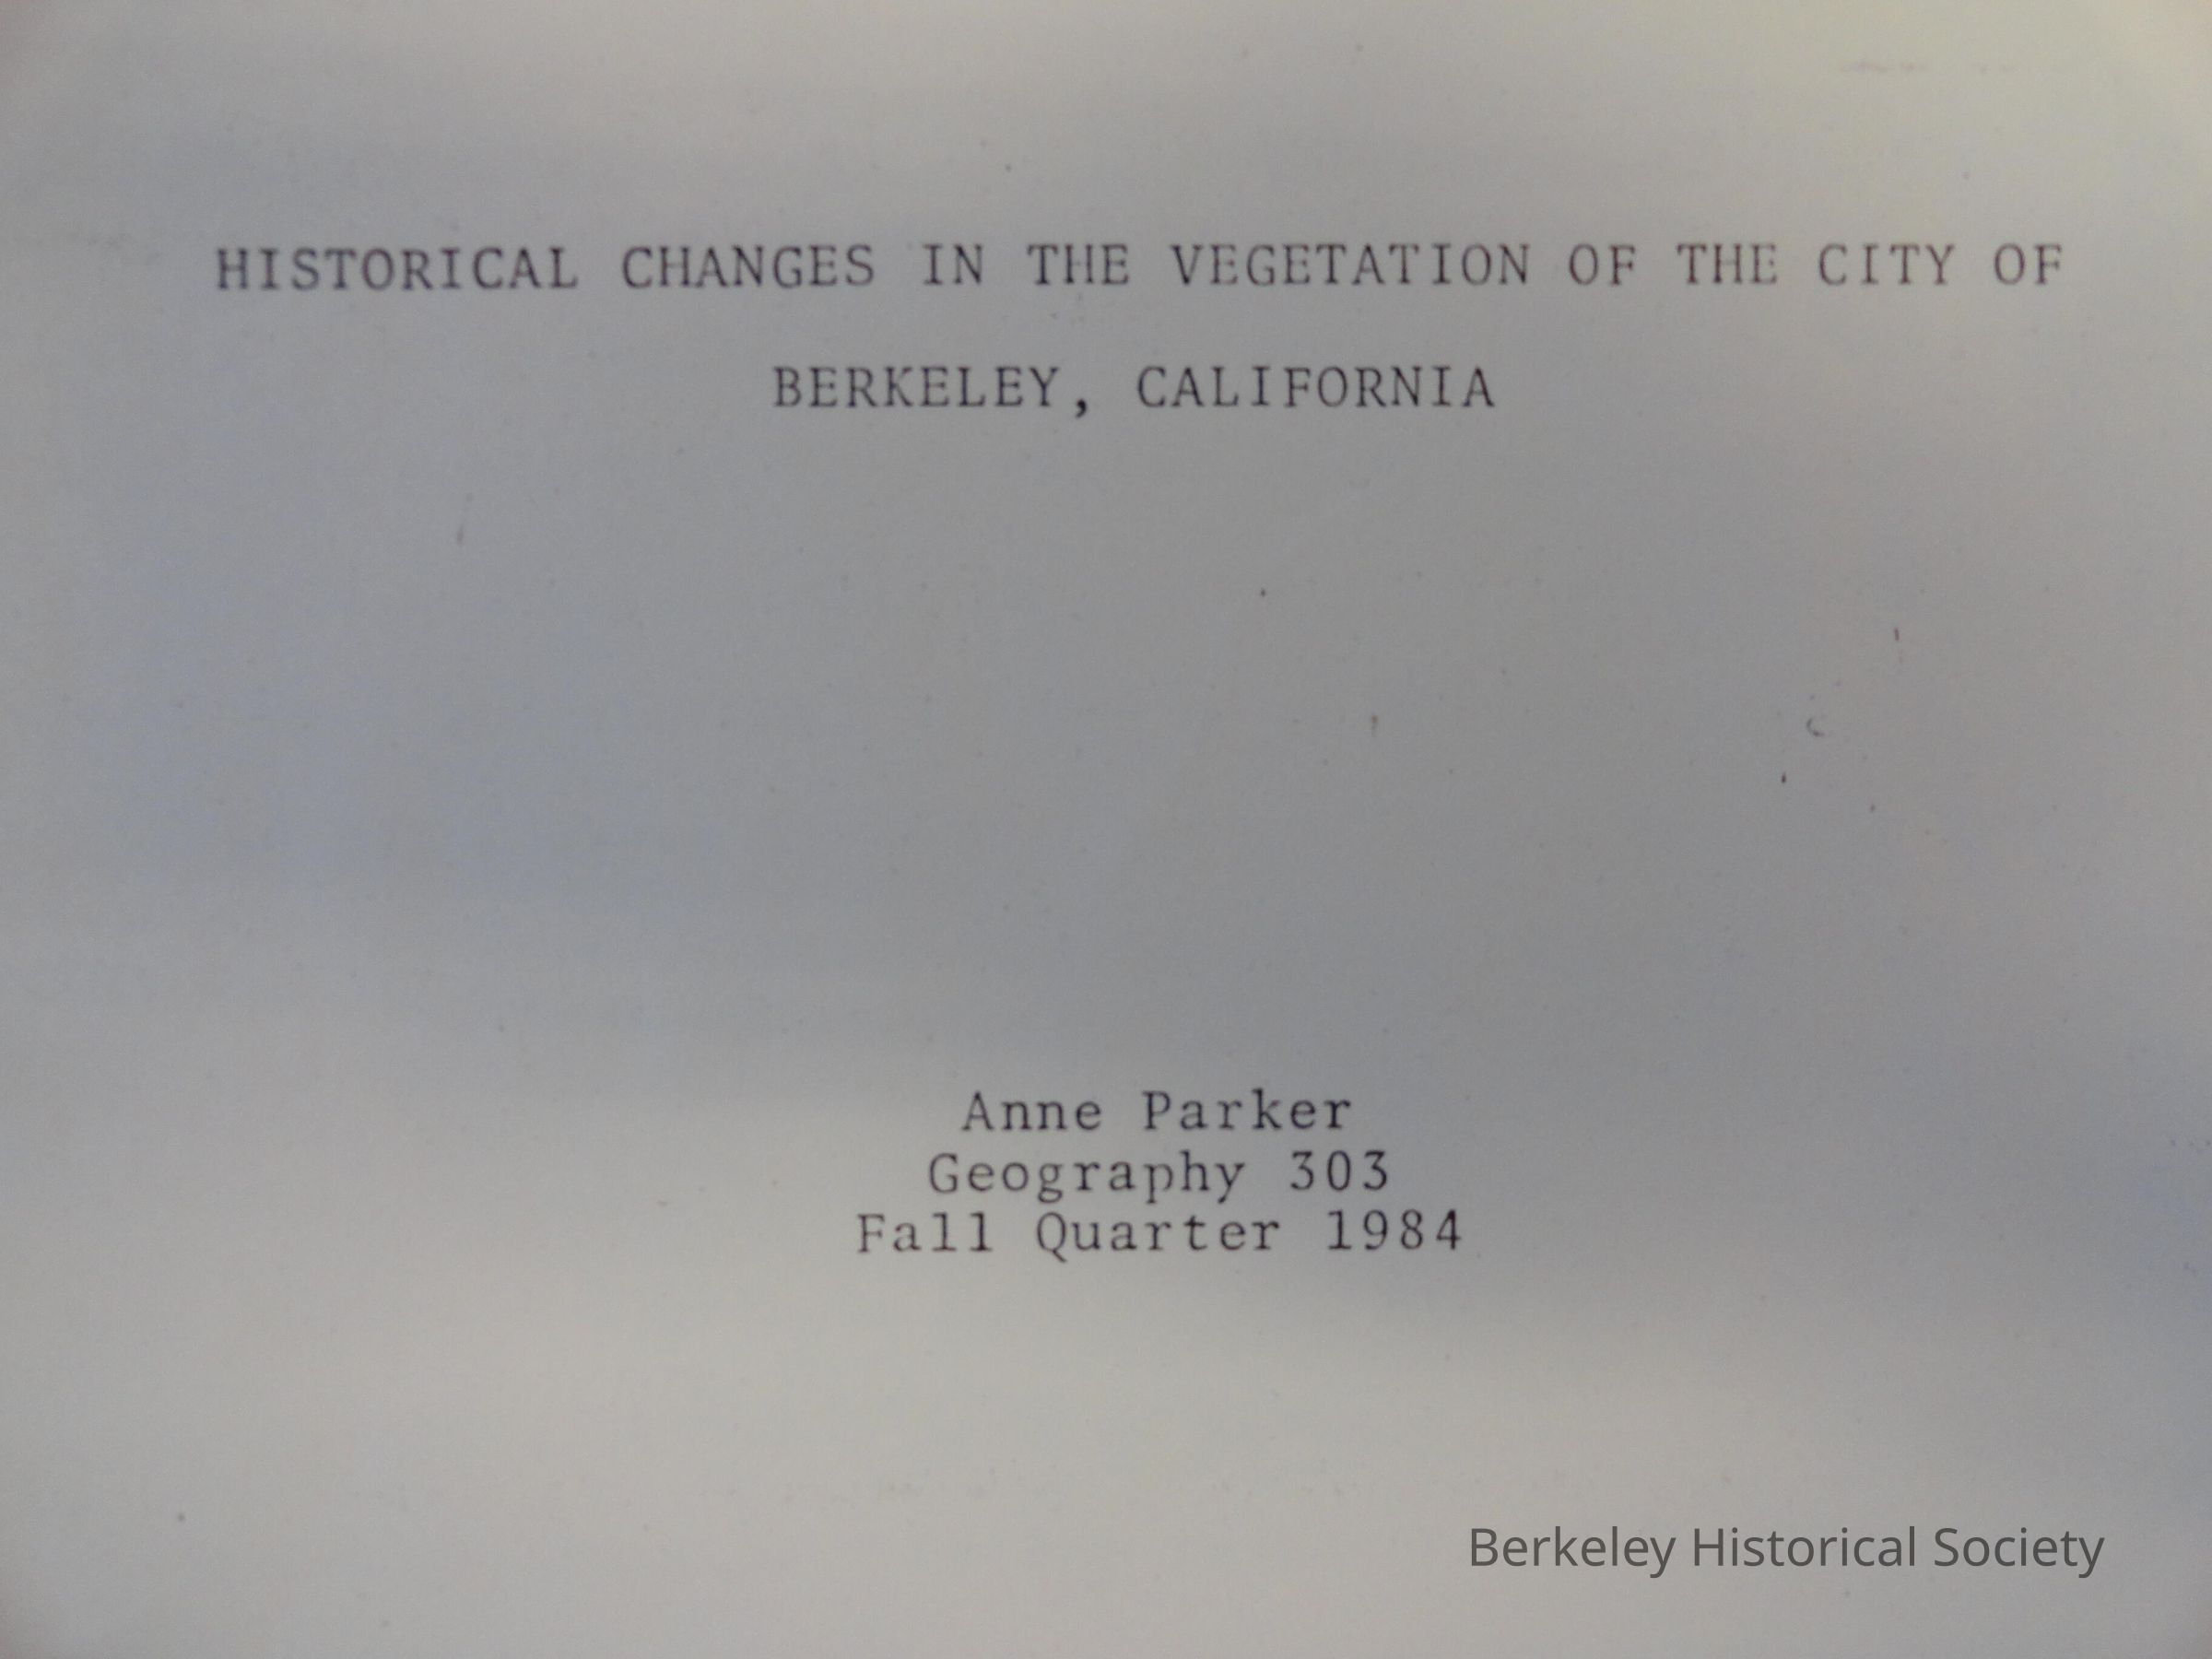 HISTORICAL CHANGES IN THE VEGETATION OF THE CITY OF
BERKELEY, CALIFORNIA
Anne Parker
Geography 303
Fall Quarter 1984
Berkeley Historical Society